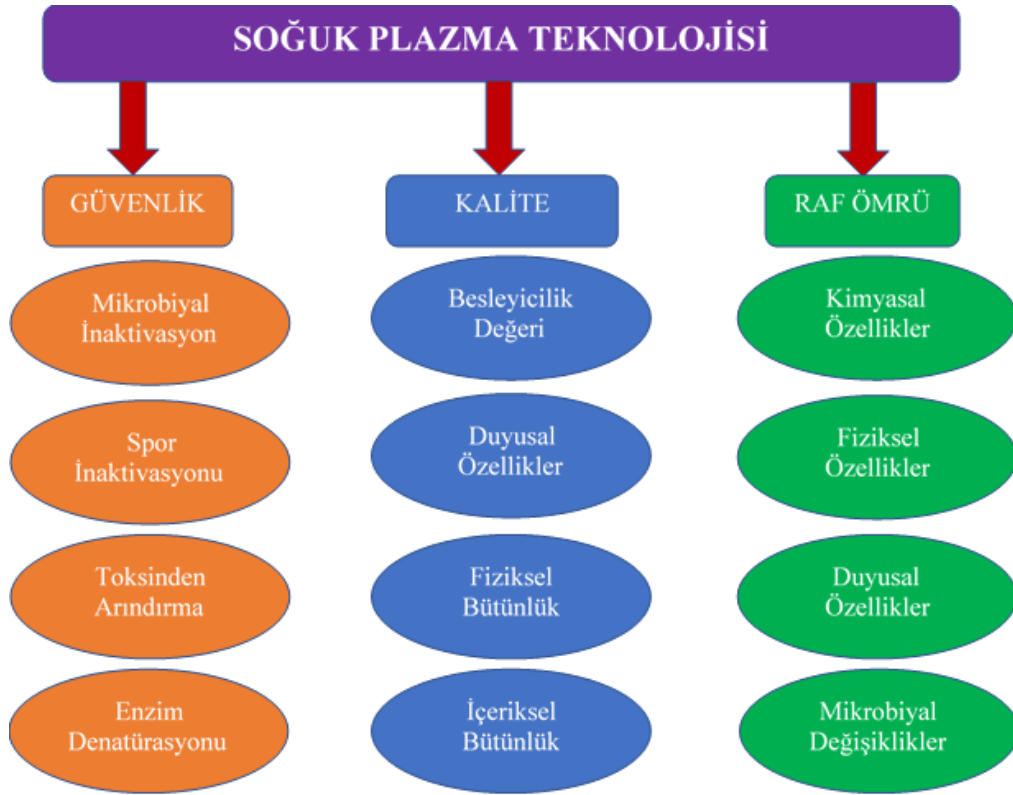 SOĞUK PLAZMA TEKNOLOJİSİ
GÜVENLİK
Mikrobiyal
İnaktivasyon
Spor
İnaktivasyonu
Toksinden
Arındırma
Enzim
Denatürasyonu
KALİTE
Besleyicilik
Değeri
Duyusal
Özellikler
Fiziksel
Bütünlük
İçeriksel
Bütünlük
RAF ÖMRÜ
Kimyasal
Özellikler
Fiziksel
Özellikler
Duyusal
Özellikler
Mikrobiyal
Değişiklikler